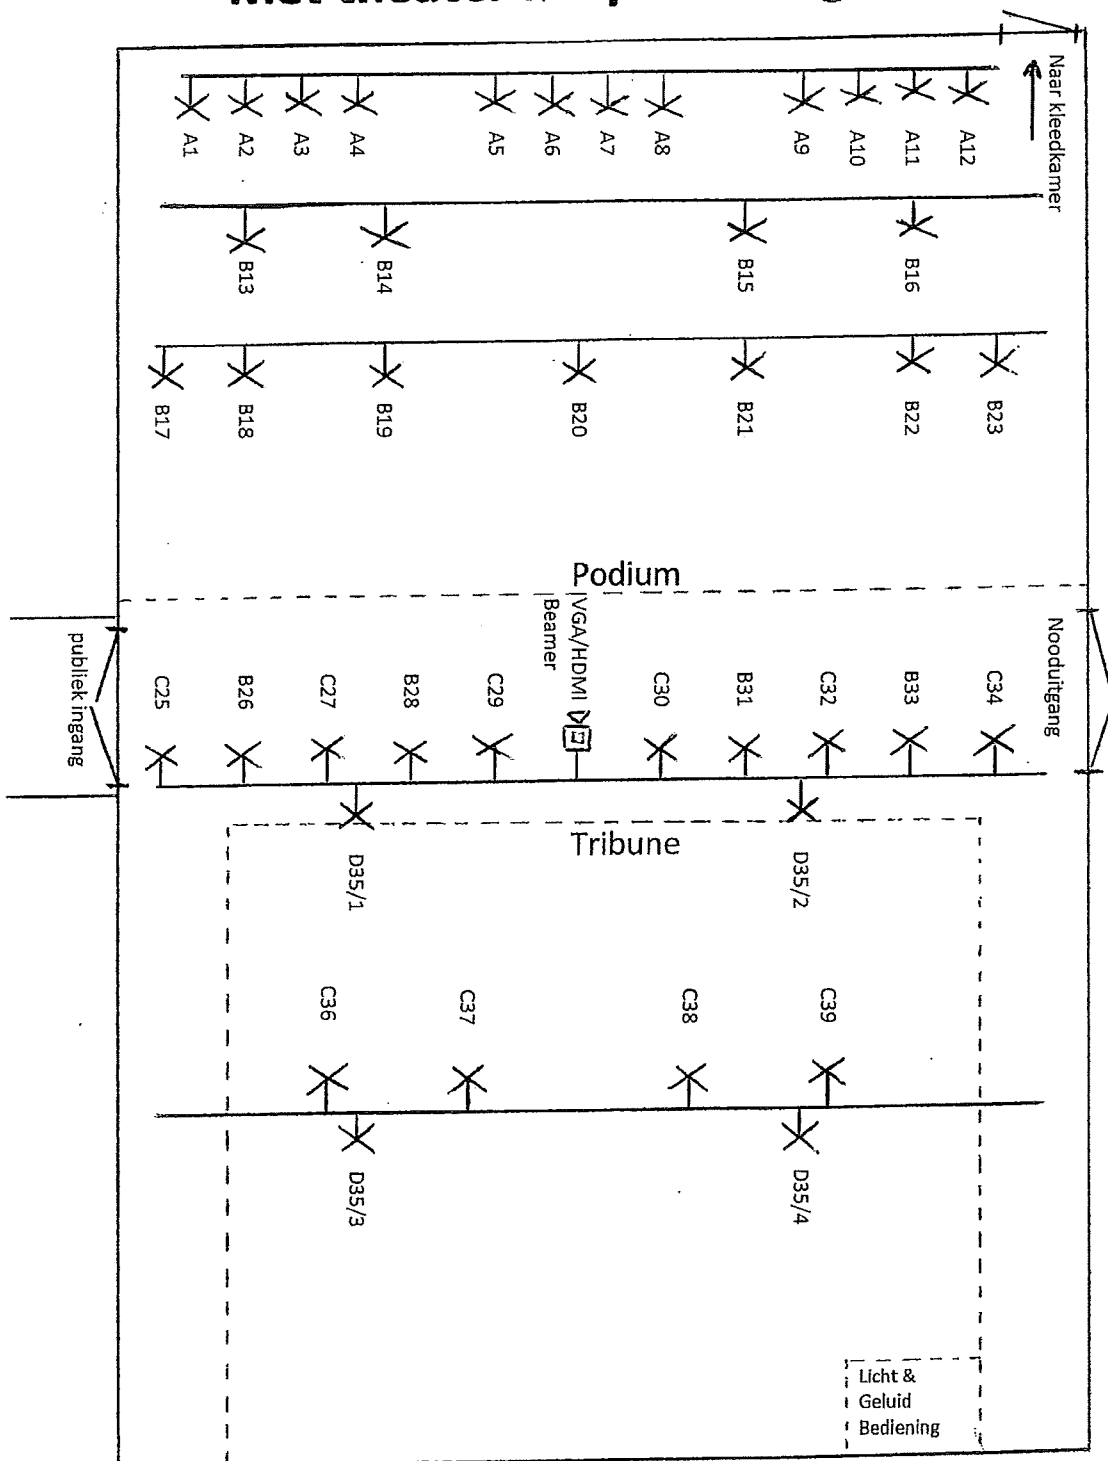 Naar kleedkamer
A1
A2
A3
A4
A5
A6
A7
A8
A9
A10
A11
A12
B13
B14
B15
B16
B17
B18
B19
B20
B21
B22
B23
Podium
VGA/HDMI
Beamer
publiek ingang
Nooduitgang
C25
B26
C27
B28
C29
C30
B31
C32
B33
C34
Tribune
D35/1
D35/2
C36
C37
C38
C39
D35/3
D35/4
Licht &
Geluid
Bediening